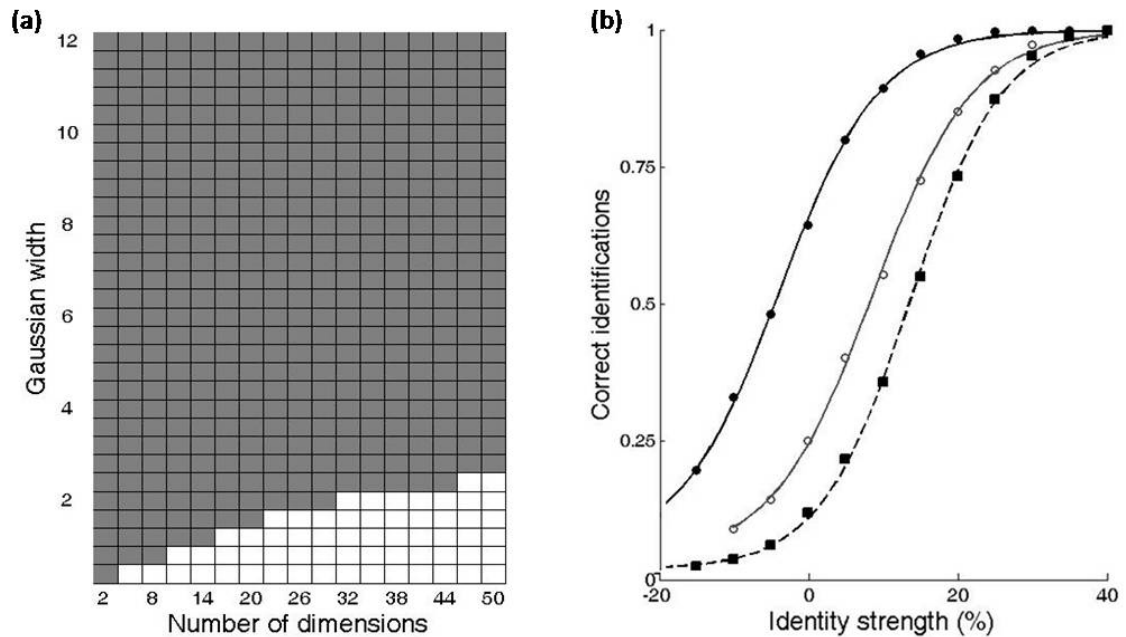 (a)
12
10
8
6
4
2
Gaussian width
2 8 14 20 26 32 38 44 50
Number of dimensions
(b)
1
0.75
0.5
0.25
0
Correct identifications
-20 0 20 40
Identity strength (%)